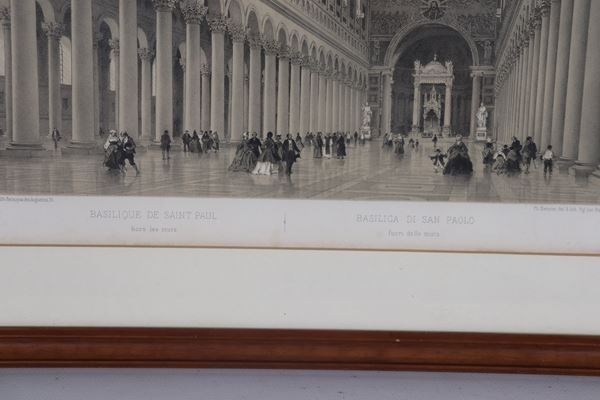 BASILIQUE DE SAINT PAUL
hors les murs
BASILICA DI SAN PAOLO
fuori delle mura